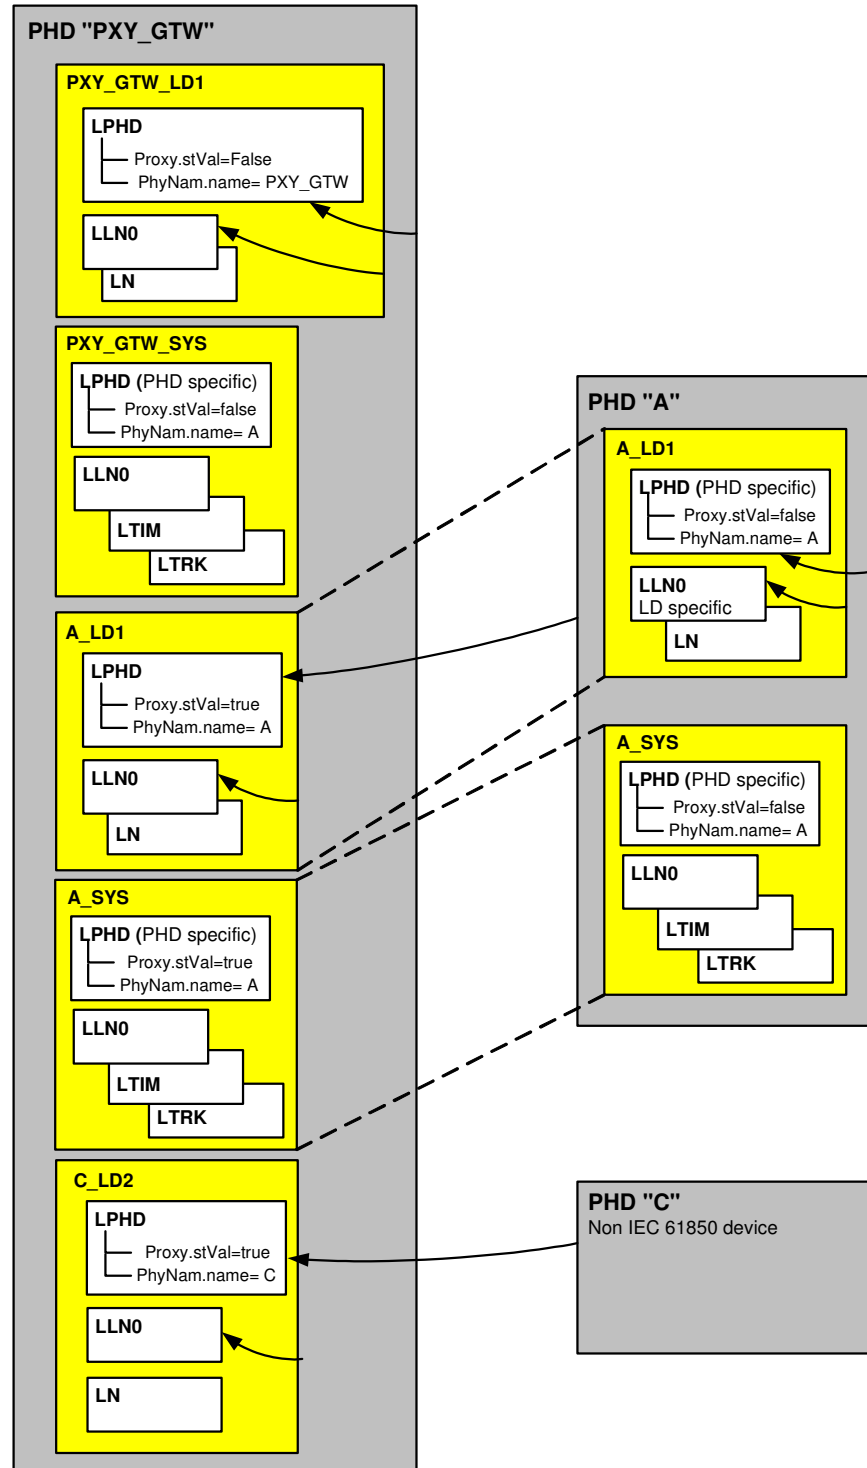 PHD "PXY_GTW"
PXY_GTW_LD1
LPHD
Proxy.stVal=False
PhyNam.name= PXY_GTW
LLN0
LN
PXY_GTW_SYS
LPHD (PHD specific)
Proxy.stVal=false
PhyNam.name= A
LLN0
LTIM
LTRK
A_LD1
LPHD
Proxy.stVal=true
PhyNam.name= A
LLN0
LN
A_SYS
LPHD (PHD specific)
Proxy.stVal=true
PhyNam.name= A
LLN0
LTIM
LTRK
C_LD2
LPHD
Proxy.stVal=true
PhyNam.name= C
LLN0
LN
PHD "A"
A_LD1
LPHD (PHD specific)
Proxy.stVal=false
PhyNam.name= A
LLN0
LD specific
LN
A_SYS
LPHD (PHD specific)
Proxy.stVal=false
PhyNam.name= A
LLN0
LTIM
LTRK
PHD "C"
Non IEC 61850 device